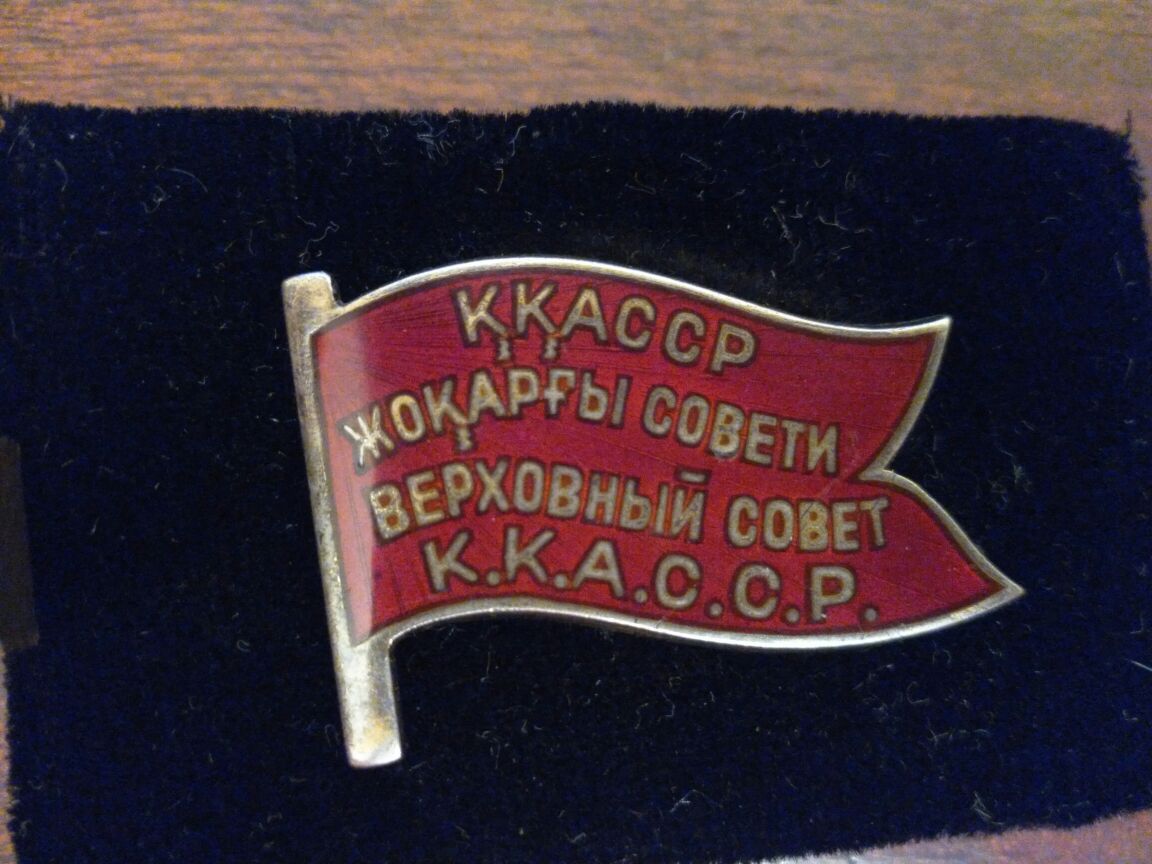 ҚҚАССР
ЖОҚАРҒЫ СОВЕТИ
ВЕРХОВНЫЙ СОВЕТ
К.К.А.С.С.Р.